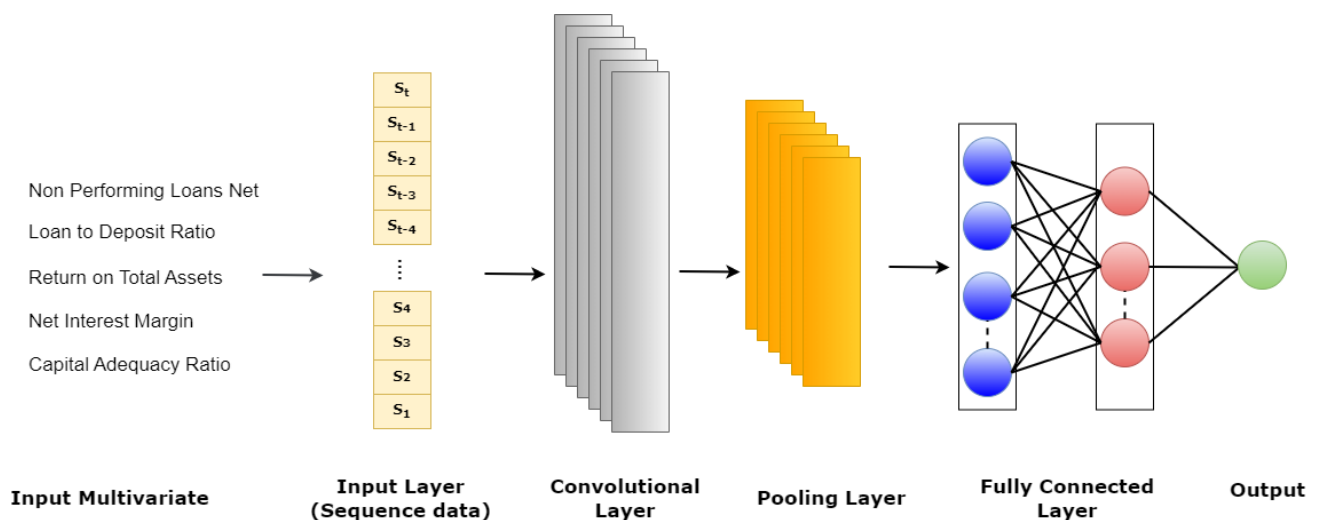 Non Performing Loans Net
Loan to Deposit Ratio
Return on Total Assets
Net Interest Margin
Capital Adequacy Ratio
St
St-1
St-2
St-3
St-4
S4
S3
S2
S1
Input Multivariate
Input Layer
(Sequence data)
Convolutional
Layer
Pooling Layer
Fully Connected
Layer
Output